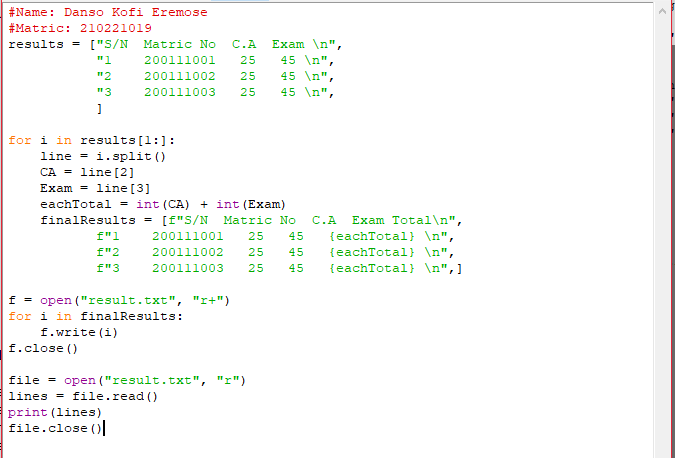 #Name: Danso Kofi Eremose
#Matric: 210221019
results = ["S/N  Matric No  C.A  Exam \n",
           "1    200111001   25   45 \n",
           "2    200111002   25   45 \n",
           "3    200111003   25   45 \n",
           ]
for i in results[1:]:
    line = i.split()
    CA = line[2]
    Exam = line[3]
    eachTotal = int(CA) + int(Exam)
    finalResults = [f"S/N  Matric No  C.A  Exam Total\n",
           f"1    200111001   25   45   {eachTotal} \n",
           f"2    200111002   25   45   {eachTotal} \n",
           f"3    200111003   25   45   {eachTotal} \n",]
f = open("result.txt", "r+")
for i in finalResults:
    f.write(i)
f.close()
file = open("result.txt", "r")
lines = file.read()
print(lines)
file.close()